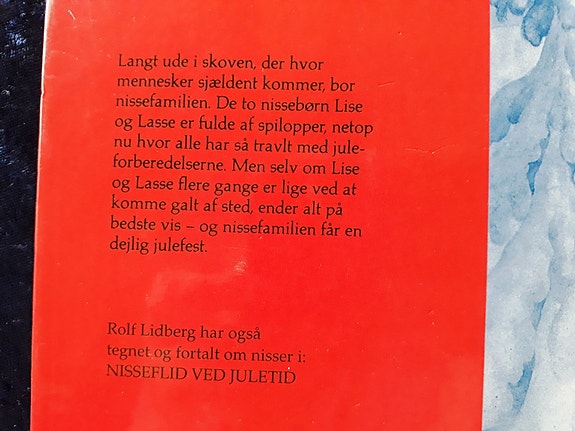 Langt ude i skoven, der hvor
mennesker sjældent kommer, bor
nissefamilien. De to nissebørn Lise
og Lasse er fulde af spilopper, netop
nu hvor alle har så travlt med jule-
forberedelserne. Men selv om Lise
og Lasse flere gange er lige ved at
komme galt af sted, ender alt på
bedste vis – og nissefamilien får en
dejlig julefest.
Rolf Lidberg har også
tegnet og fortalt om nisser i:
NISSEFLID VED JULETID